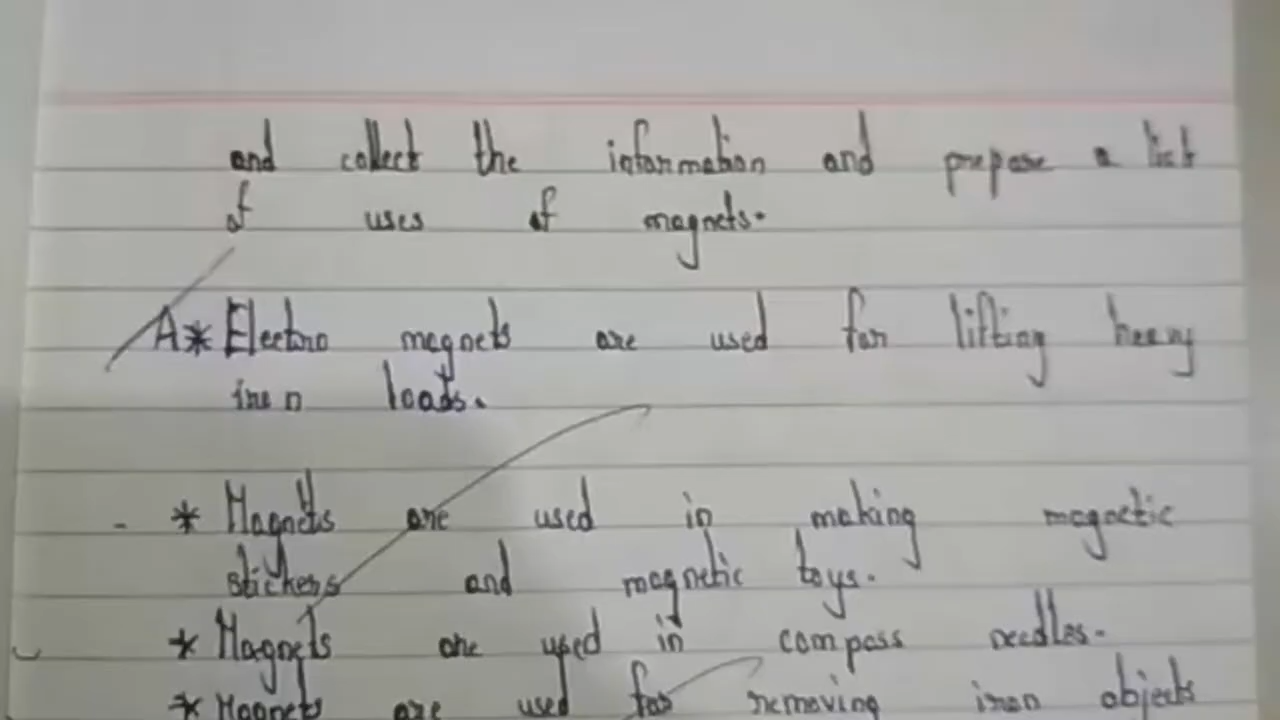 and collect the information and prepare a list
of uses of magnets.
A* Electro magnets are used for lifting heavy
iron loads.
- * Magnets are used in making magnetic
stickers and magnetic toys.
* Magnets are used in compass needles.
* Magnets are used for removing iron objects